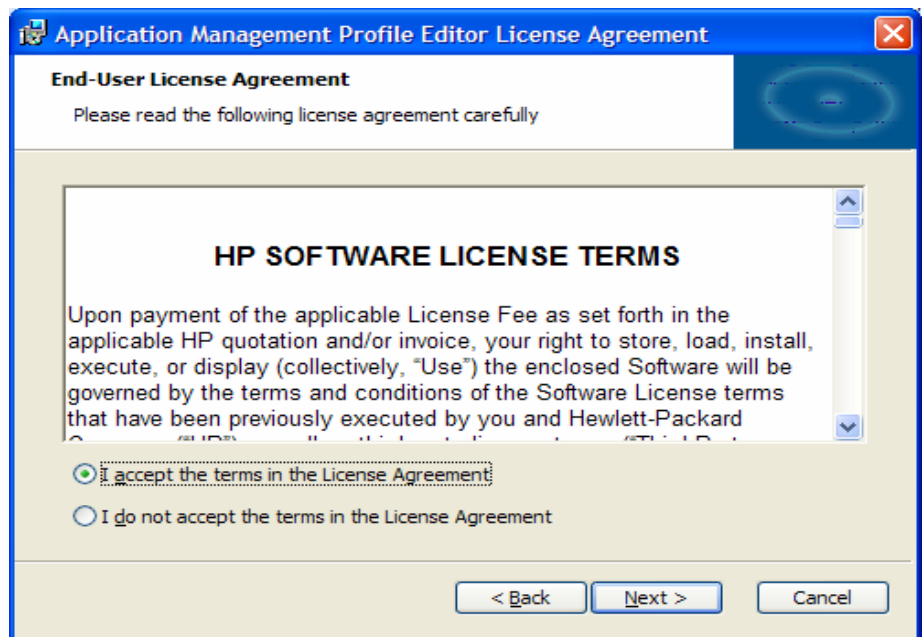 Application Management Profile Editor License Agreement
End-User License Agreement
Please read the following license agreement carefully
HP SOFTWARE LICENSE TERMS
Upon payment of the applicable License Fee as set forth in the
applicable HP quotation and/or invoice, your right to store, load, install,
execute, or display (collectively, “Use”) the enclosed Software will be
governed by the terms and conditions of the Software License terms
that have been previously executed by you and Hewlett-Packard
I accept the terms in the License Agreement
I do not accept the terms in the License Agreement
< Back Next > Cancel